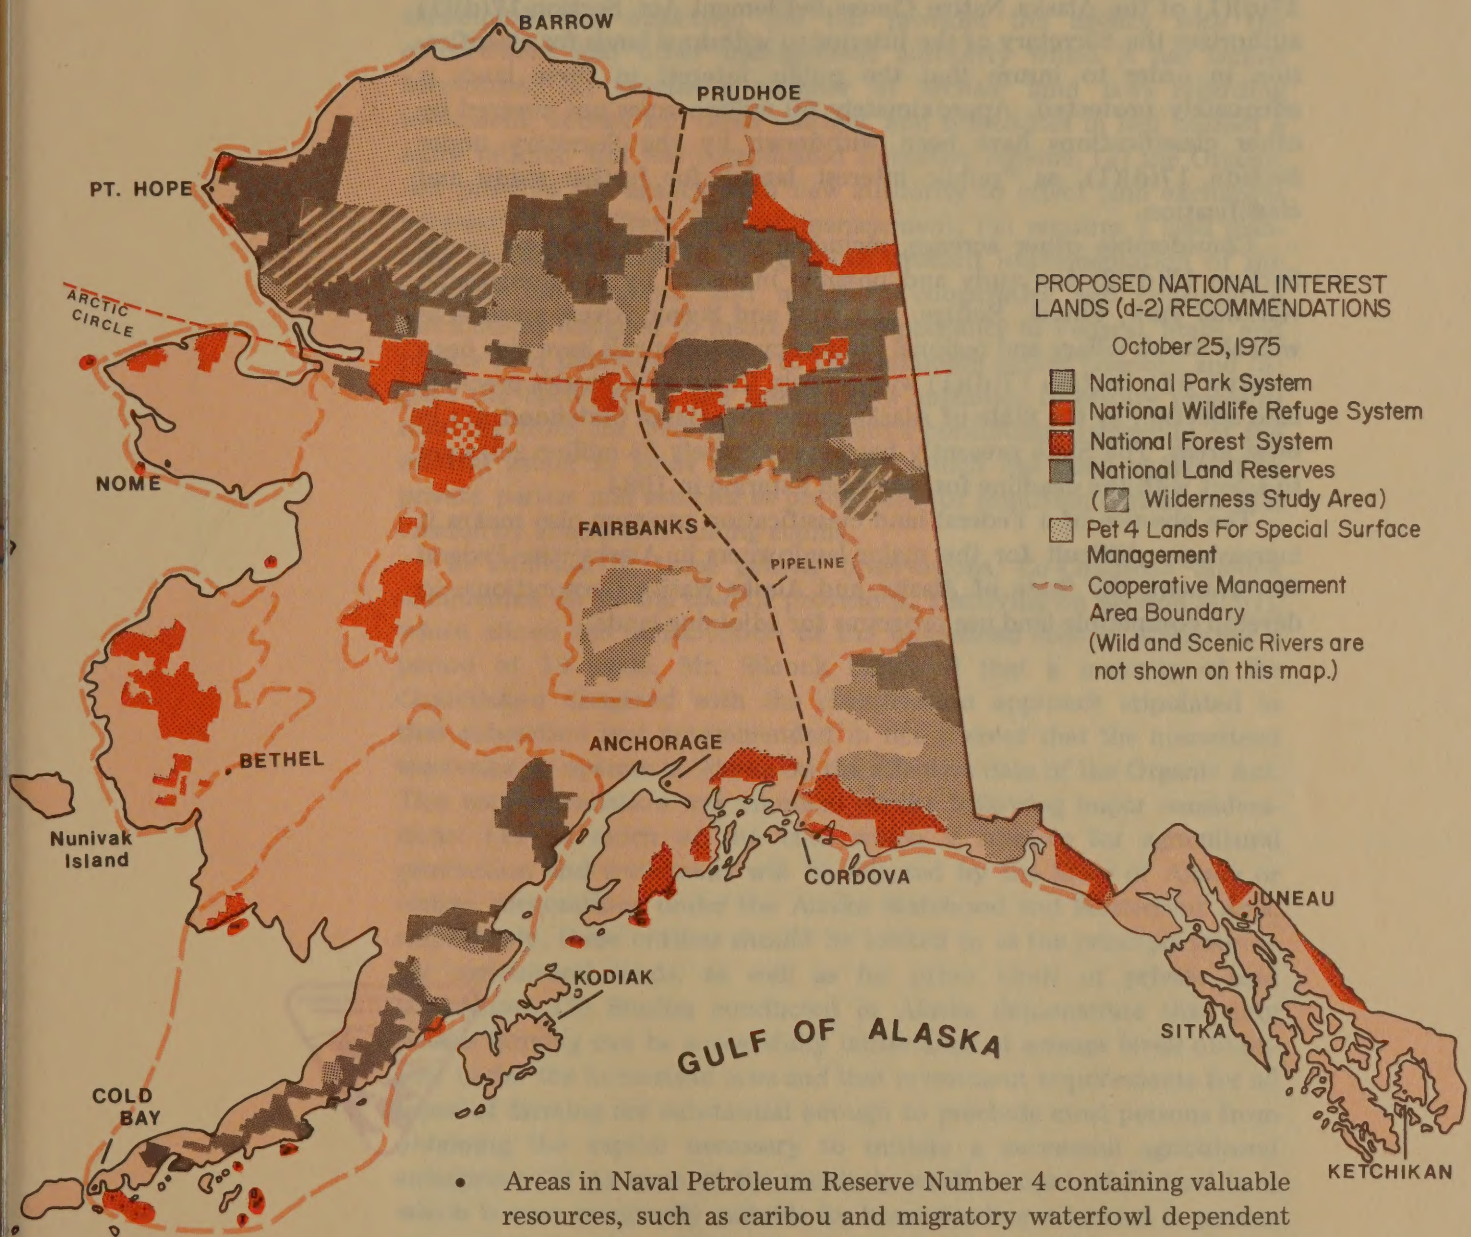 BARROW
PRUDHOE
PT. HOPE
ARCTIC
CIRCLE
NOME
FAIRBANKS
PIPELINE
ANCHORAGE
BETHEL
Nunivak
Island
CORDOVA
JUNEAU
KODIAK
SITKA
GULF OF ALASKA
COLD
BAY
KETCHIKAN
PROPOSED NATIONAL INTEREST
LANDS (d-2) RECOMMENDATIONS
October 25, 1975
National Park System
National Wildlife Refuge System
National Forest System
National Land Reserves
( Wilderness Study Area)
Pet 4 Lands For Special Surface
Management
Cooperative Management
Area Boundary
(Wild and Scenic Rivers are
not shown on this map.)
• Areas in Naval Petroleum Reserve Number 4 containing valuable
resources, such as caribou and migratory waterfowl dependent